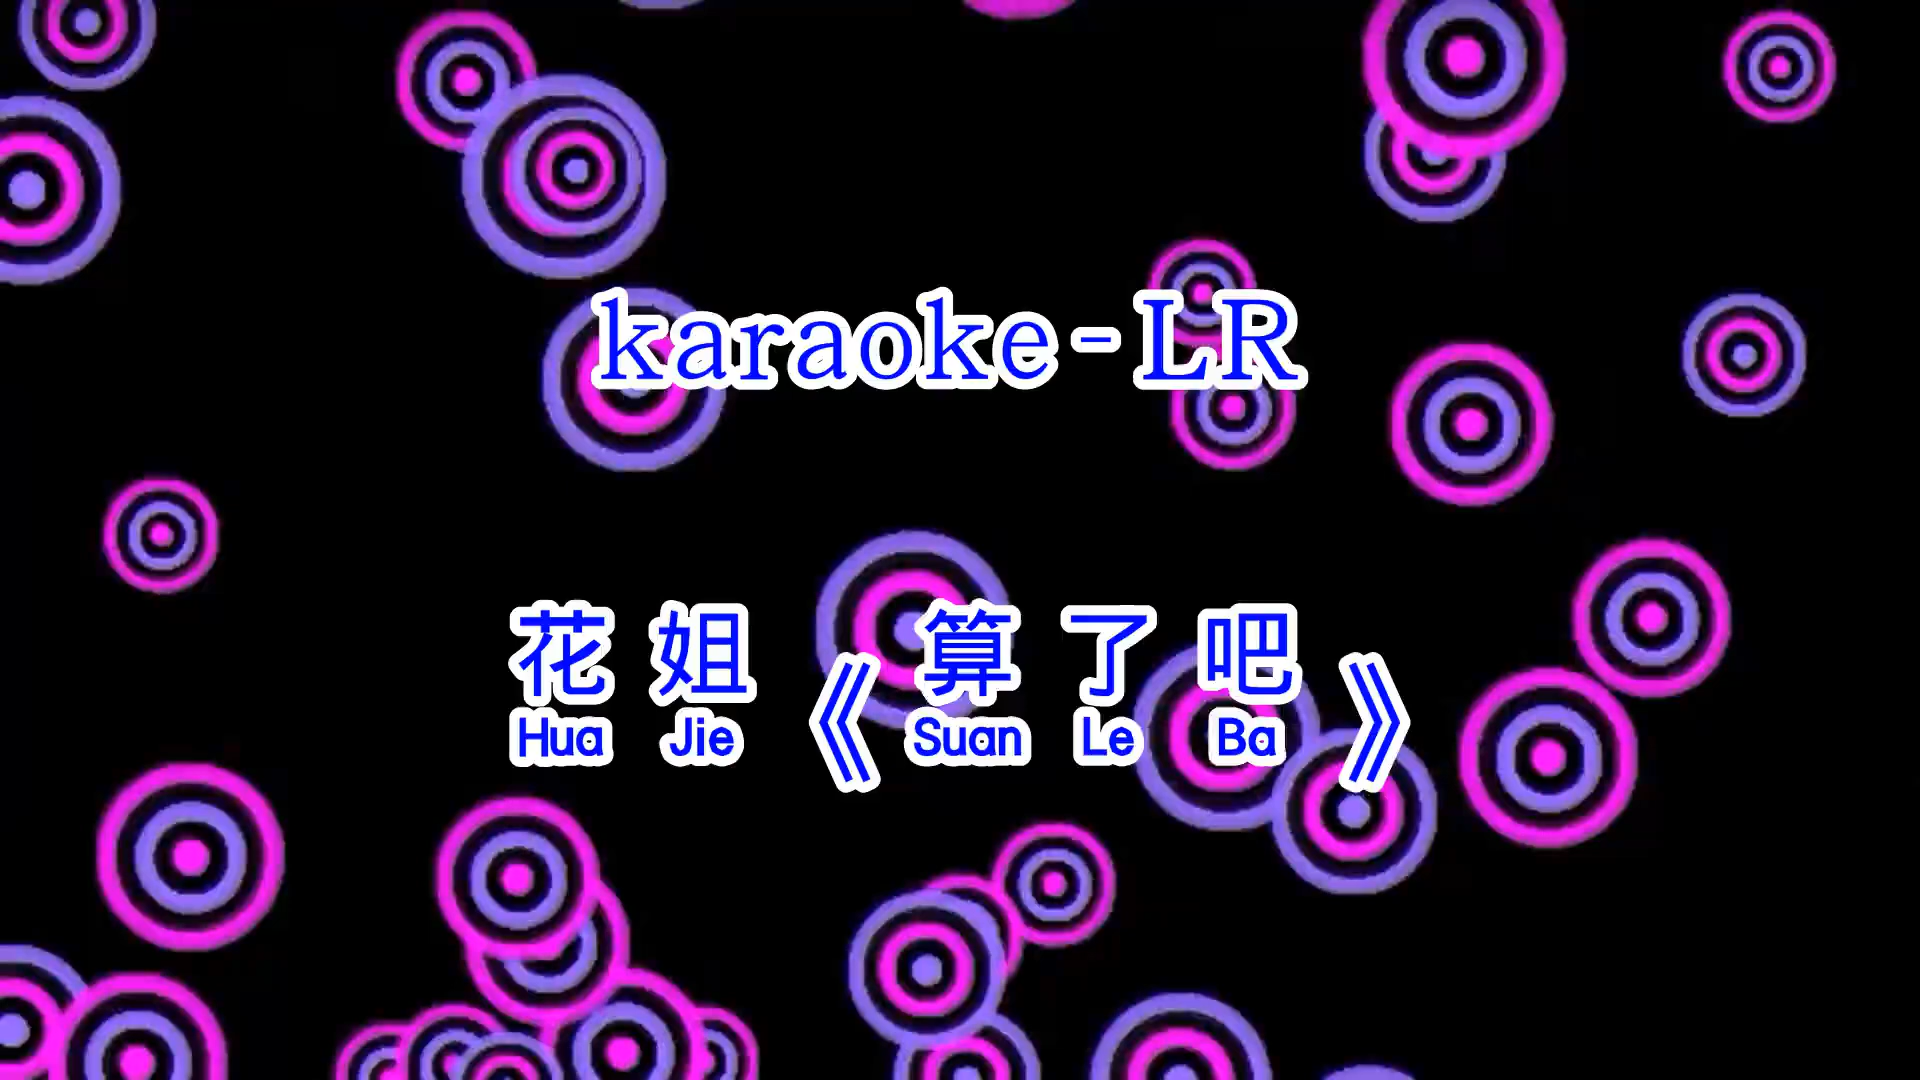 karaoke-LR
花 姐 《 算 了 吧 》
Hua Jie Suan Le Ba